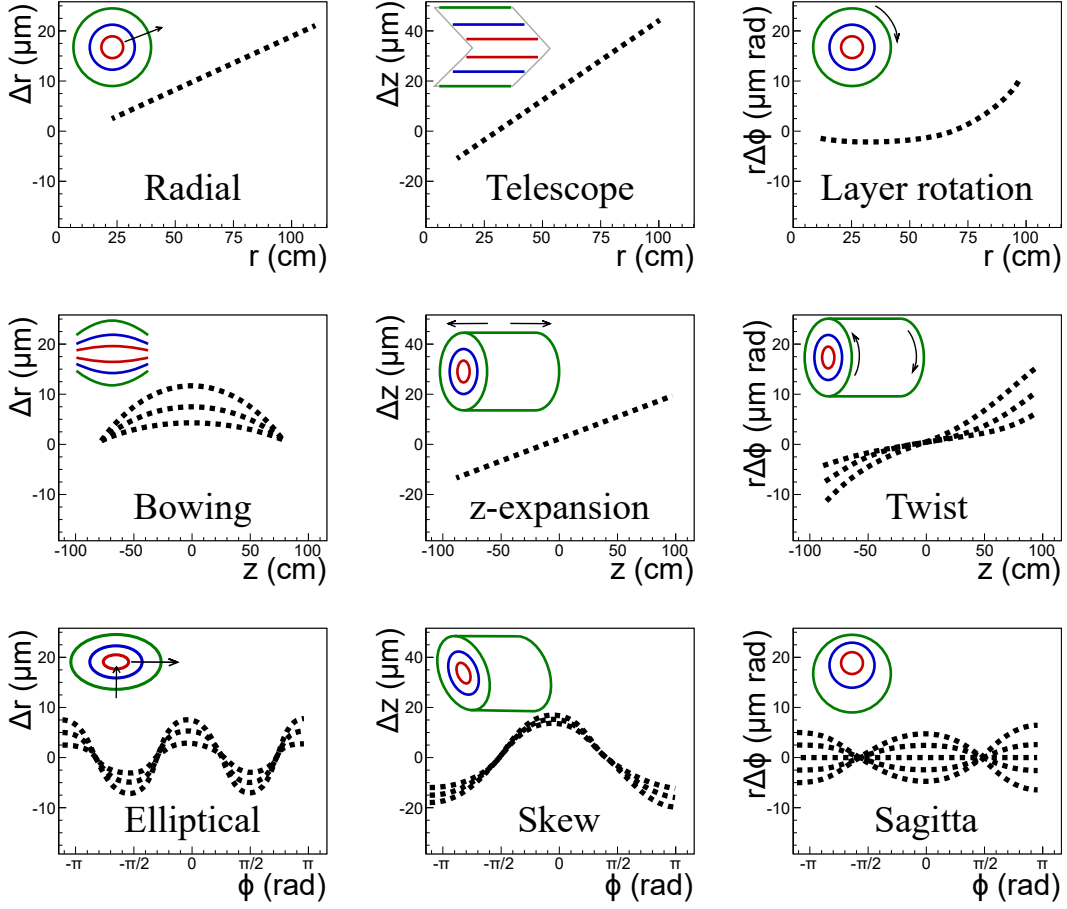 Δr (µm)
20
10
0
-10
Radial
0 25 50 75 100
r (cm)
Δz (µm)
40
20
0
-20
Telescope
0 25 50 75 100
r (cm)
rΔϕ (µm rad)
20
10
0
-10
Layer rotation
0 25 50 75 100
r (cm)
Δr (µm)
20
10
0
-10
Bowing
-100 -50 0 50 100
z (cm)
Δz (µm)
40
20
0
-20
z-expansion
-100 -50 0 50 100
z (cm)
rΔϕ (µm rad)
20
10
0
-10
Twist
-100 -50 0 50 100
z (cm)
Δr (µm)
20
10
0
-10
Elliptical
-π -π/2 0 π/2 π
ϕ (rad)
Δz (µm)
40
20
0
-20
Skew
-π -π/2 0 π/2 π
ϕ (rad)
rΔϕ (µm rad)
20
10
0
-10
Sagitta
-π -π/2 0 π/2 π
ϕ (rad)